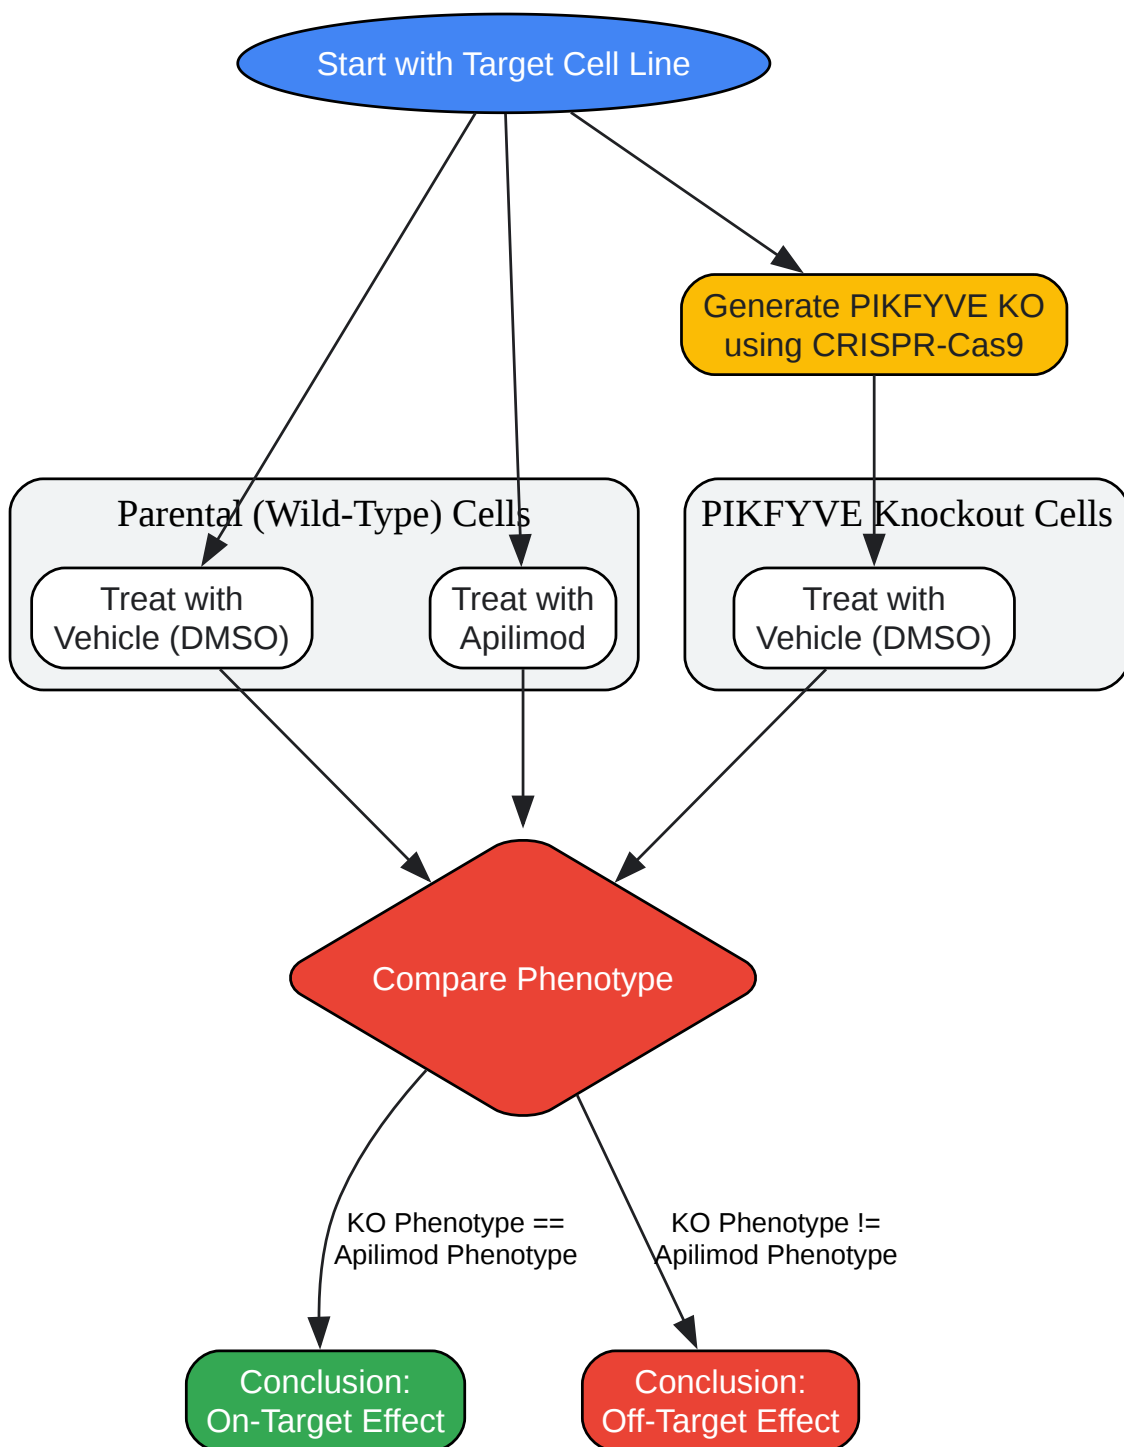 Start with Target Cell Line
Generate PIKFYVE KO
using CRISPR-Cas9
Parental (Wild-Type) Cells
PIKFYVE Knockout Cells
Treat with
Vehicle (DMSO)
Treat with
Apilimod
Treat with
Vehicle (DMSO)
Compare Phenotype
KO Phenotype ==
Apilimod Phenotype
KO Phenotype !=
Apilimod Phenotype
Conclusion:
On-Target Effect
Conclusion:
Off-Target Effect